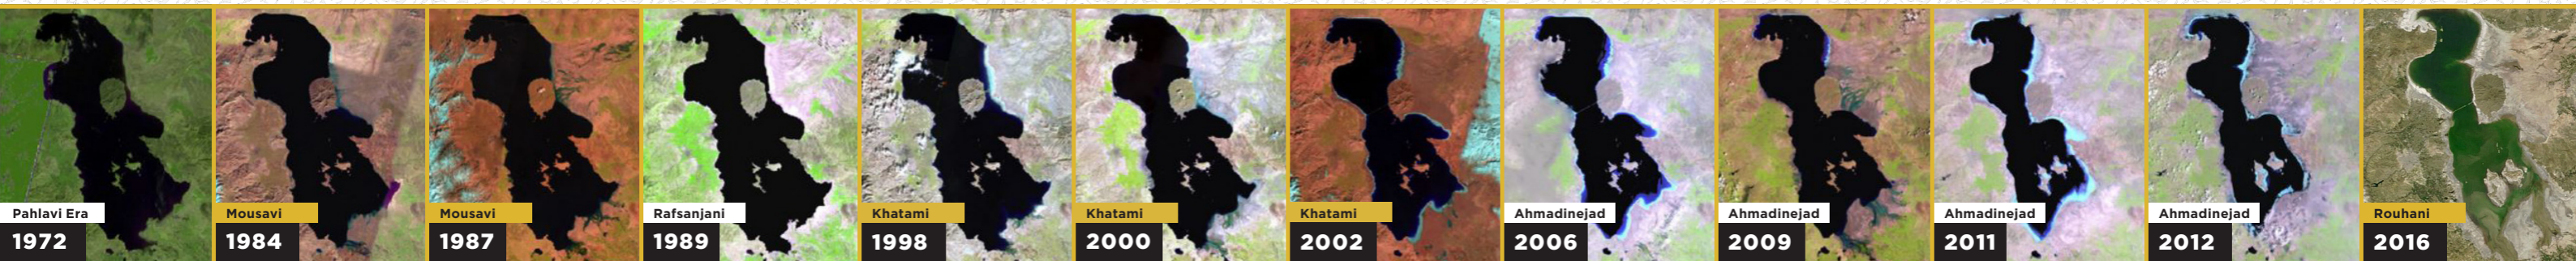 Pahlavi Era
1972
Mousavi
1984
Mousavi
1987
Rafsanjani
1989
Khatami
1998
Khatami
2000
Khatami
2002
Ahmadinejad
2006
Ahmadinejad
2009
Ahmadinejad
2011
Ahmadinejad
2012
Rouhani
2016